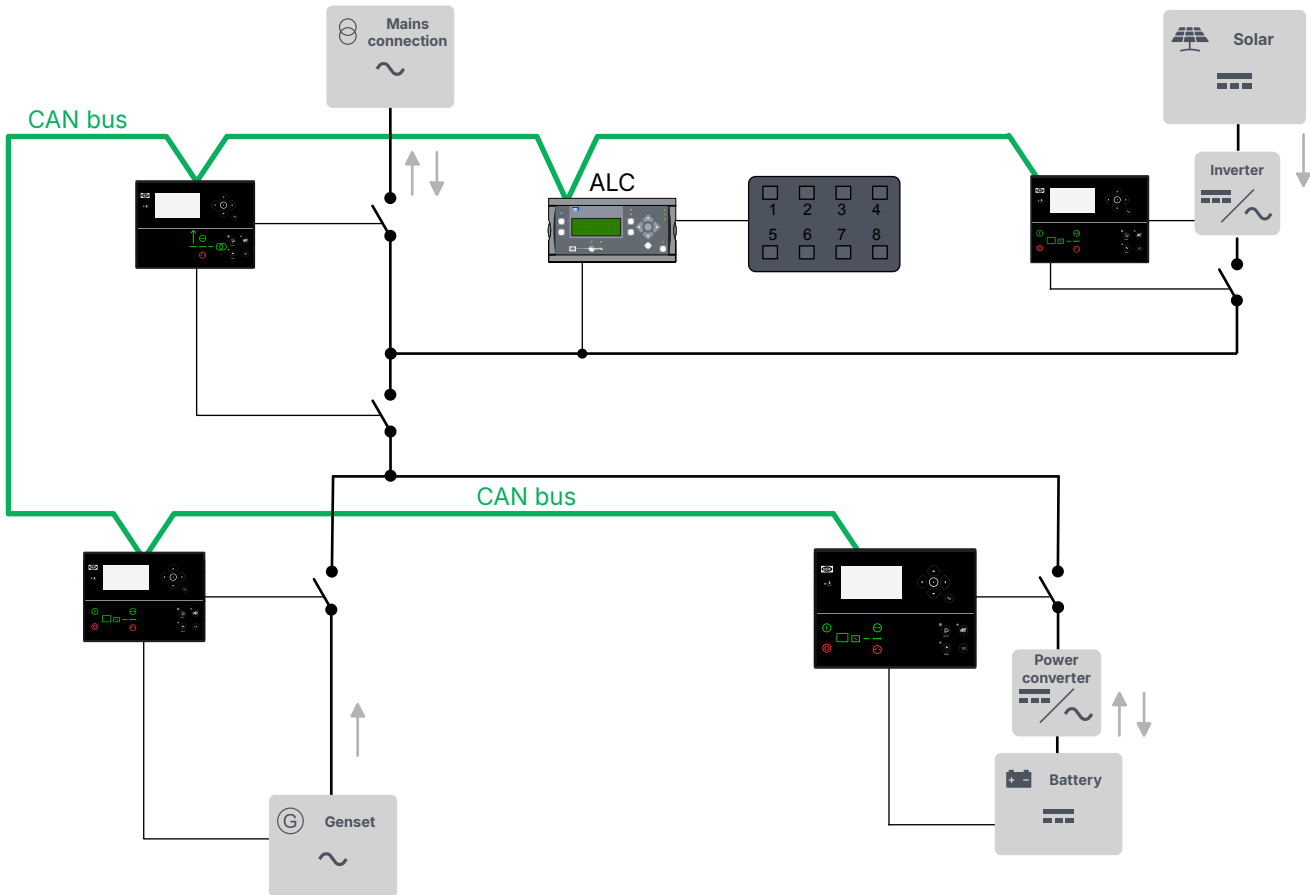 Mains
connection
Solar
CAN bus
ALC
Inverter
1 2 3 4
5 6 7 8
CAN bus
Power
converter
Battery
G Genset